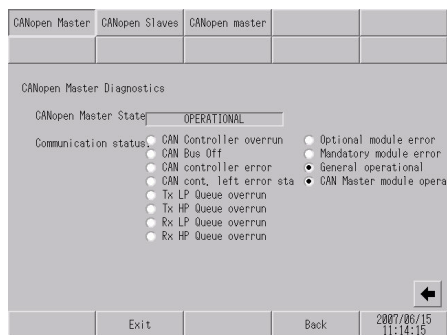 CANopen Master CANopen Slaves CANopen master
CANopen Master Diagnostics
CANopen Master State OPERATIONAL
Communication status:
CAN Controller overrun
CAN Bus Off
CAN controller error
CAN cont. left error sta
Tx LP Queue overrun
Tx HP Queue overrun
Rx LP Queue overrun
Rx HP Queue overrun
Optional module error
Mandatory module error
General operational
CAN Master module opera
Exit Back 2007/06/15
11:14:15